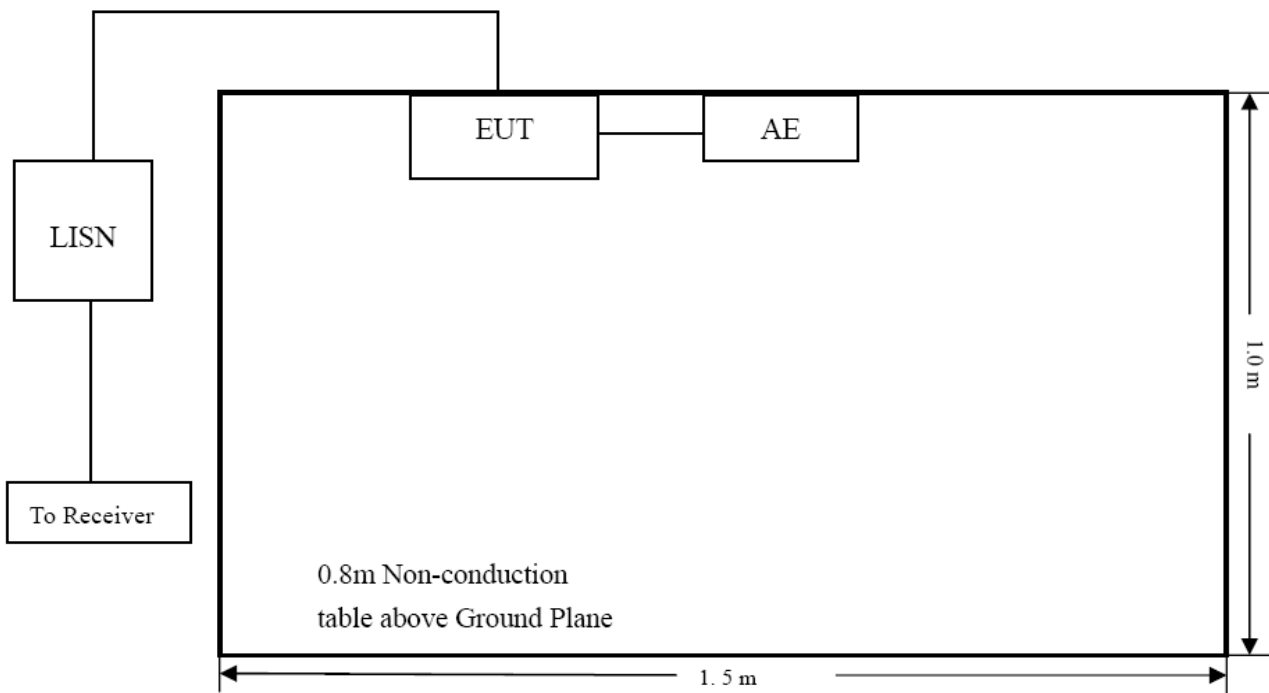 EUT
AE
LISN
1.0 m
To Receiver
0.8m Non-conduction
table above Ground Plane
1. 5 m